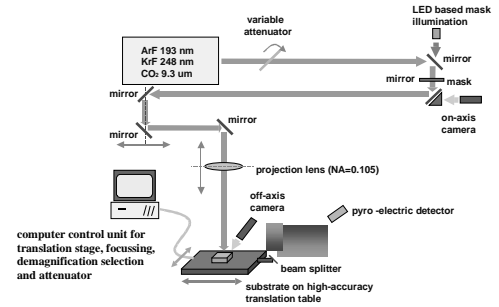 LED based mask
illumination
variable
attenuator
ArF 193 nm
KrF 248 nm
CO₂ 9.3 um
mirror
mirror
mask
mirror
on-axis
camera
mirror
mirror
projection lens (NA=0.105)
off-axis
camera
pyro -electric detector
computer control unit for
translation stage, focussing,
demagnification selection
and attenuator
beam splitter
substrate on high-accuracy
translation table